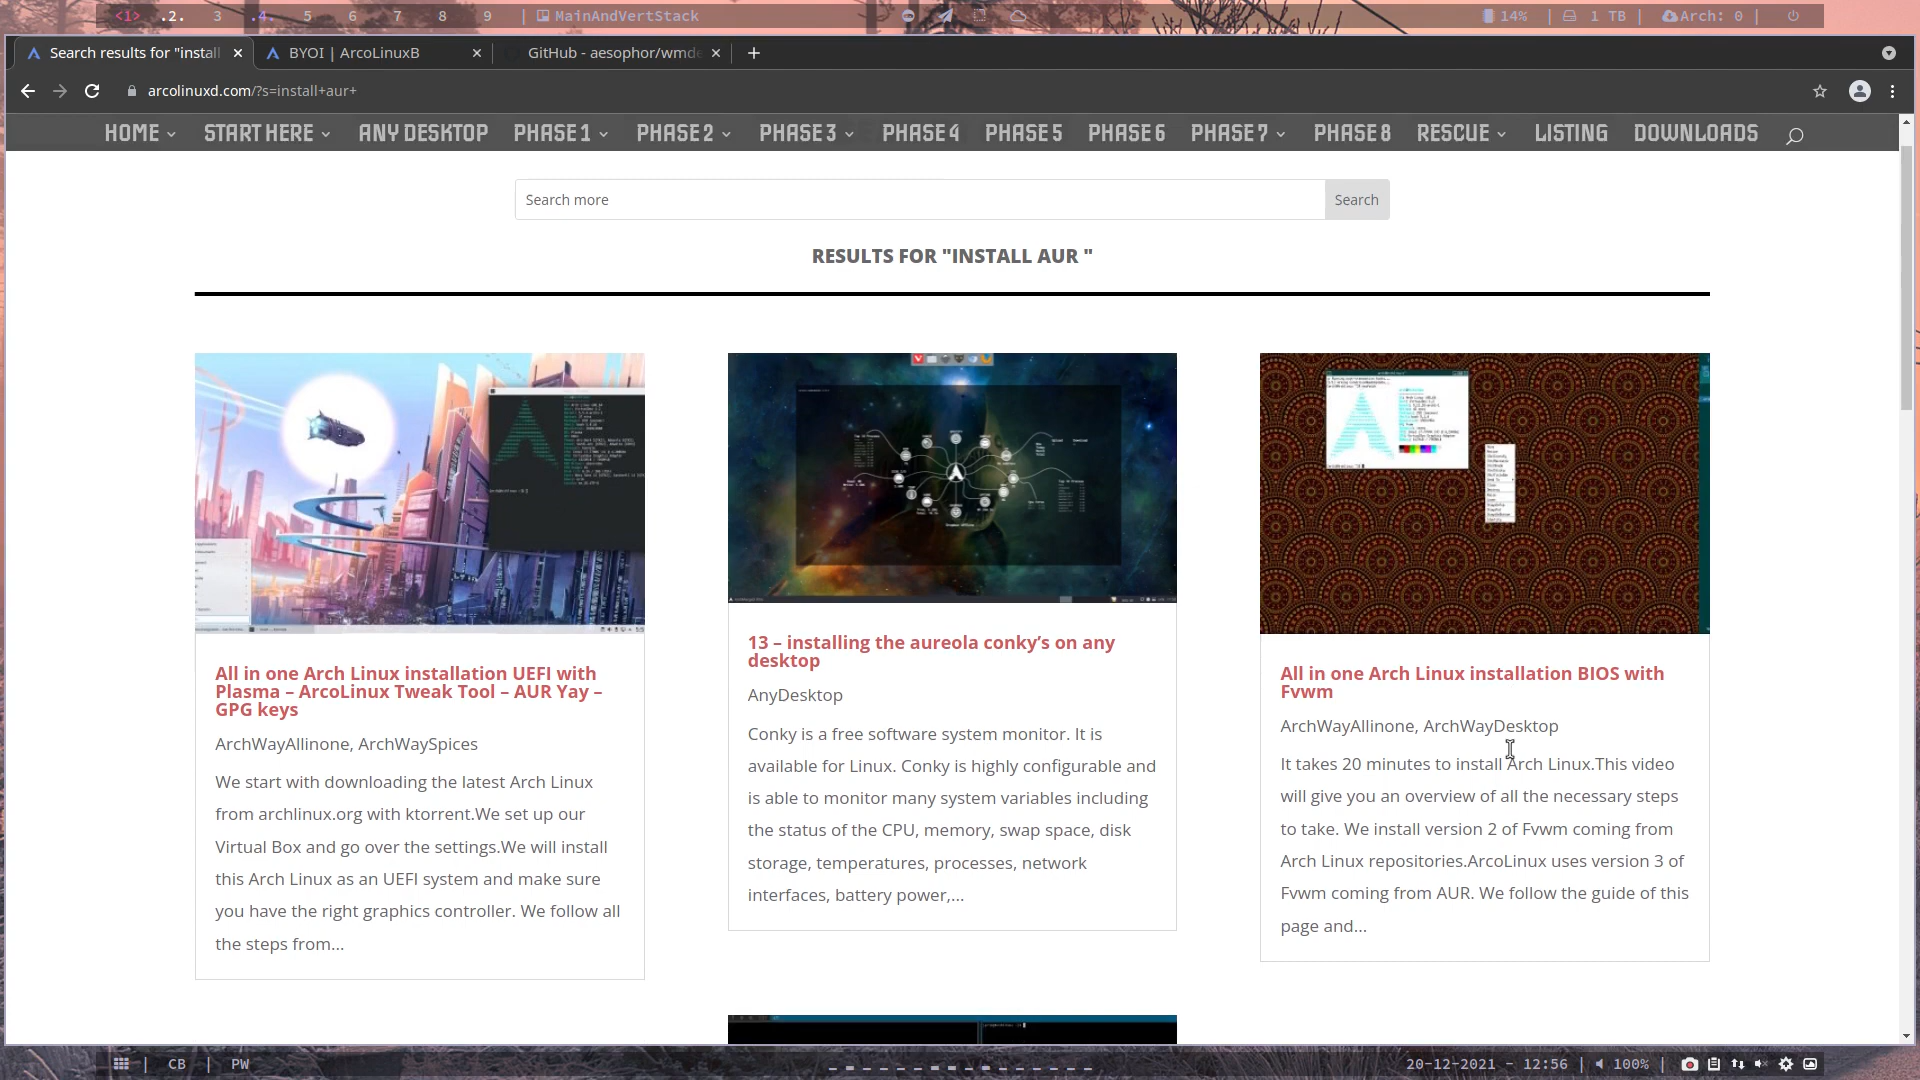 <1> .2. 3 .4. 5 6 7 8 9 | MainAndVertStack 14% | 1 TB | Arch: 0 |
Search results for "install BYOI | ArcoLinuxB GitHub - aesophor/wmde
arcolinuxd.com/?s=install+aur+
HOME START HERE ANY DESKTOP PHASE 1 PHASE 2 PHASE 3 PHASE 4 PHASE 5 PHASE 6 PHASE 7 PHASE 8 RESCUE LISTING DOWNLOADS
Search more Search
RESULTS FOR "INSTALL AUR "
All in one Arch Linux installation UEFI with
Plasma – ArcoLinux Tweak Tool – AUR Yay –
GPG keys
ArchWayAllinone, ArchWaySpices
We start with downloading the latest Arch Linux
from archlinux.org with ktorrent.We set up our
Virtual Box and go over the settings.We will install
this Arch Linux as an UEFI system and make sure
you have the right graphics controller. We follow all
the steps from...
13 – installing the aureola conky’s on any
desktop
AnyDesktop
Conky is a free software system monitor. It is
available for Linux. Conky is highly configurable and
is able to monitor many system variables including
the status of the CPU, memory, swap space, disk
storage, temperatures, processes, network
interfaces, battery power,...
All in one Arch Linux installation BIOS with
Fvwm
ArchWayAllinone, ArchWayDesktop
It takes 20 minutes to install Arch Linux.This video
will give you an overview of all the necessary steps
to take. We install version 2 of Fvwm coming from
Arch Linux repositories.ArcoLinux uses version 3 of
Fvwm coming from AUR. We follow the guide of this
page and...
| CB | PW 20-12-2021 - 12:56 | 100% |